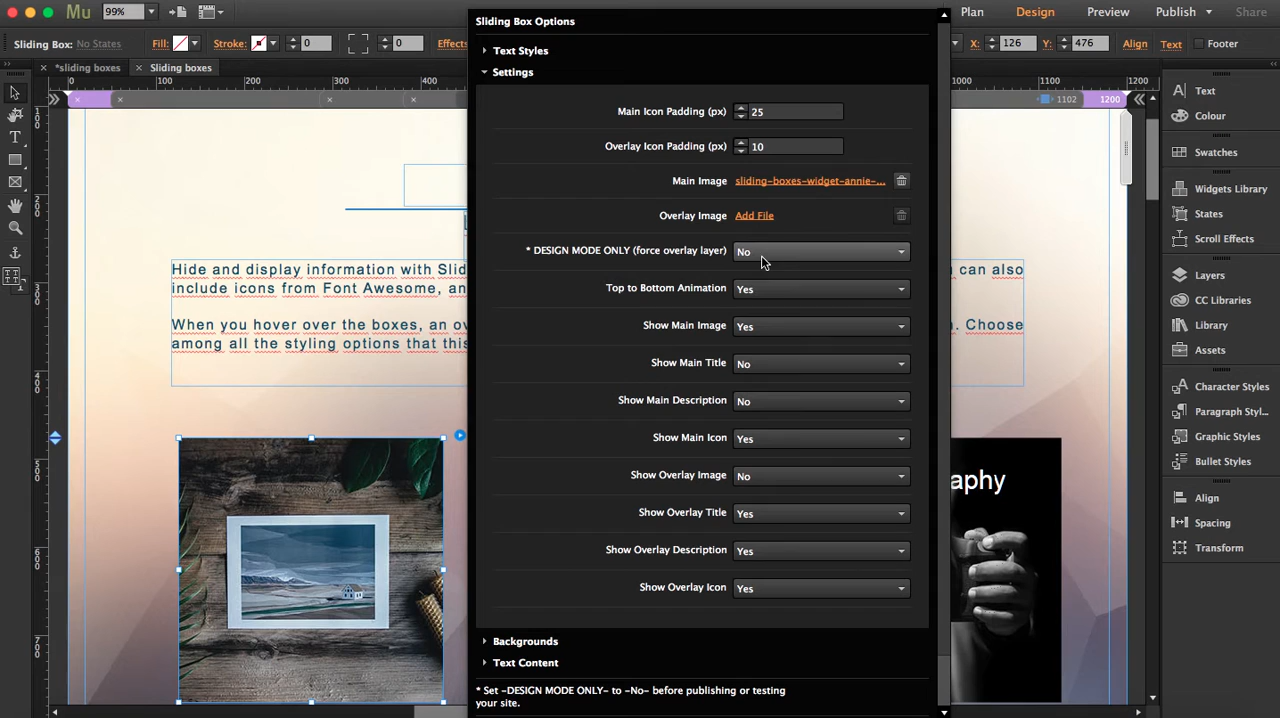 Mu 99% Plan Design Preview Publish Share
Sliding Box: No States Fill: Stroke: 0 0 Effects X: 126 Y: 476 Align Text Footer
*sliding boxes Sliding boxes
0 100 200 300 400 1000 1100 1200
1102 1200
Sliding Box Options
Text Styles
Settings
Main Icon Padding (px) 25
Overlay Icon Padding (px) 10
Main Image sliding-boxes-widget-annie-...
Overlay Image Add File
* DESIGN MODE ONLY (force overlay layer) No
Top to Bottom Animation Yes
Show Main Image Yes
Show Main Title No
Show Main Description No
Show Main Icon Yes
Show Overlay Image No
Show Overlay Title Yes
Show Overlay Description Yes
Show Overlay Icon Yes
Backgrounds
Text Content
* Set -DESIGN MODE ONLY- to -No- before publishing or testing
your site.
Hide and display information with Slid
can also
include icons from Font Awesome, an
When you hover over the boxes, an ov
. Choose
among all the styling options that this
aphy
100
200
300
400
500
600
700
Text
Colour
Swatches
Widgets Library
States
Scroll Effects
Layers
CC Libraries
Library
Assets
Character Styles
Paragraph Styl...
Graphic Styles
Bullet Styles
Align
Spacing
Transform